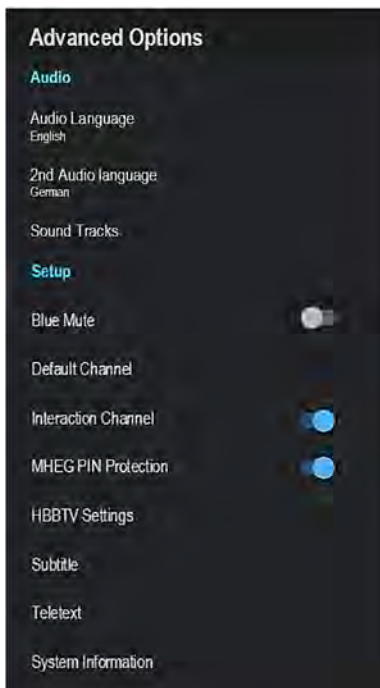 Advanced Options
Audio
Audio Language
English
2nd Audio language
German
Sound Tracks
Setup
Blue Mute
Default Channel
Interaction Channel
MHEG PIN Protection
HBBTV Settings
Subtitle
Teletext
System Information